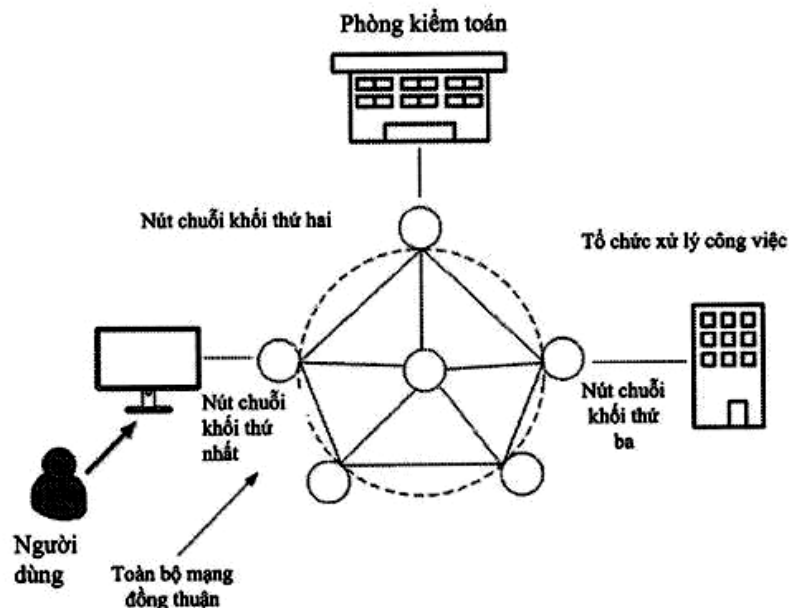 Phòng kiểm toán
Nút chuỗi khối thứ hai
Tổ chức xử lý công việc
Nút chuỗi
khối thứ
nhất
Nút chuỗi
khối thứ
ba
Người
dùng
Toàn bộ mạng
đồng thuận